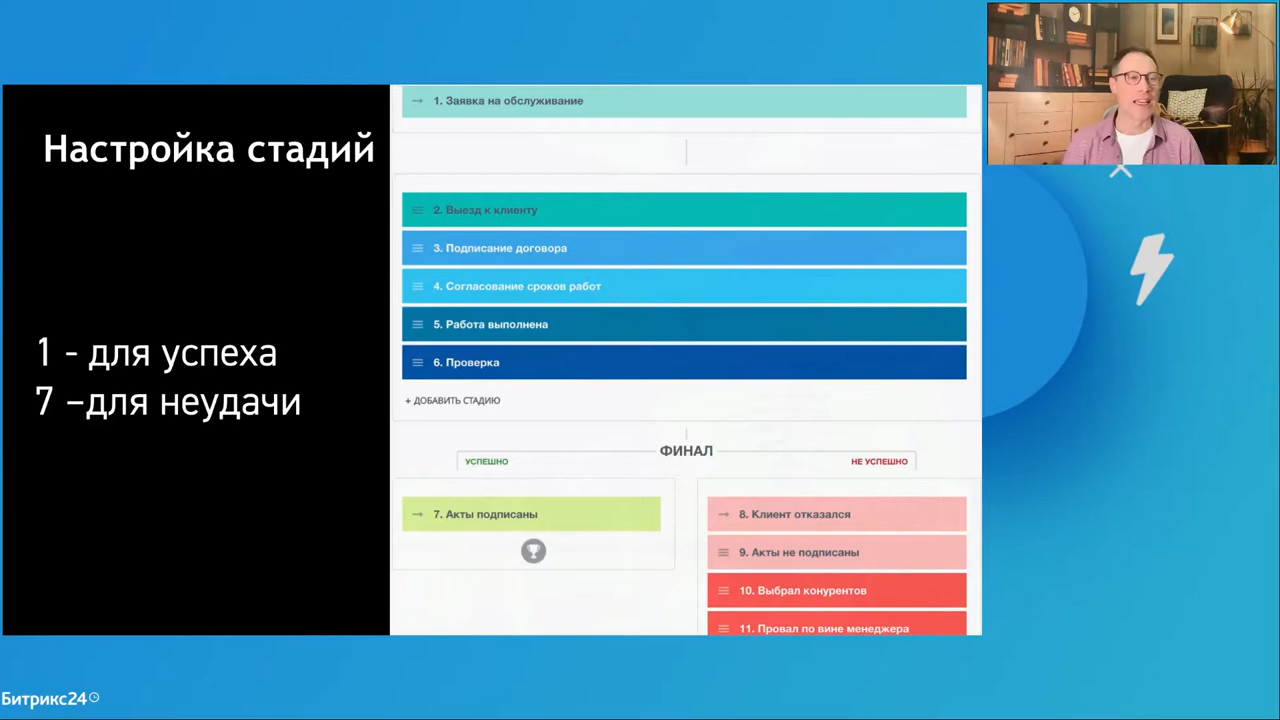 Настройка стадий
1 - для успеха
7 –для неудачи
1. Заявка на обслуживание
2. Выезд к клиенту
3. Подписание договора
4. Согласование сроков работ
5. Работа выполнена
6. Проверка
+ ДОБАВИТЬ СТАДИЮ
ФИНАЛ
УСПЕШНО
НЕ УСПЕШНО
7. Акты подписаны
8. Клиент отказался
9. Акты не подписаны
10. Выбрал конурентов
11. Провал по вине менеджера
Битрикс24